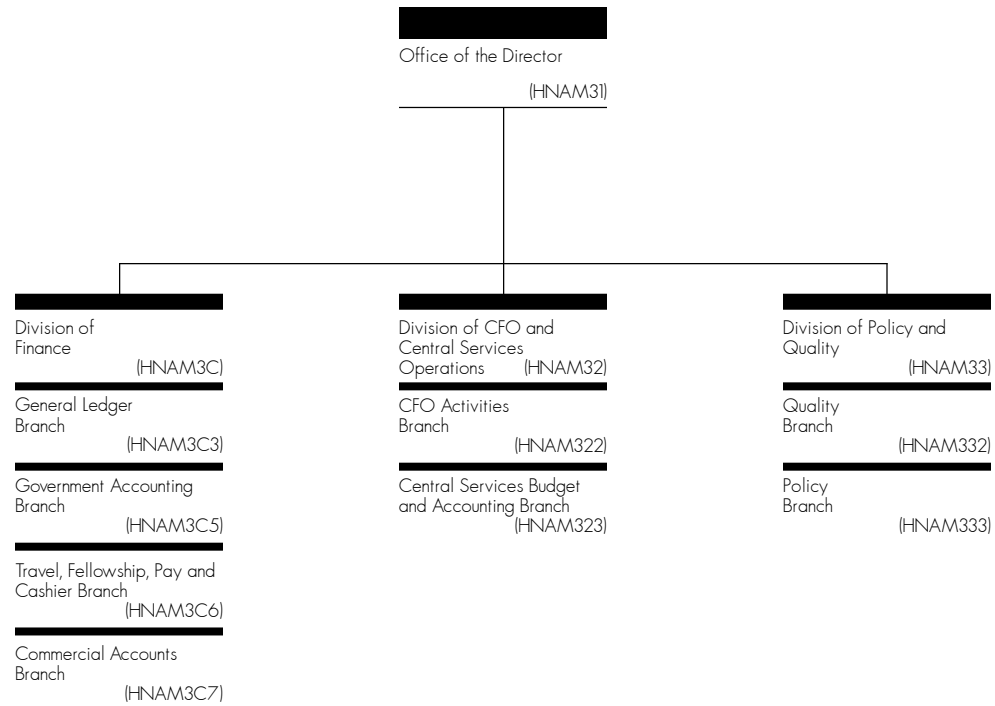 Office of the Director
(HNAM31)
Division of
Finance
(HNAM3C)
General Ledger
Branch
(HNAM3C3)
Government Accounting
Branch
(HNAM3C5)
Travel, Fellowship, Pay and
Cashier Branch
(HNAM3C6)
Commercial Accounts
Branch
(HNAM3C7)
Division of CFO and
Central Services
Operations (HNAM32)
CFO Activities
Branch
(HNAM322)
Central Services Budget
and Accounting Branch
(HNAM323)
Division of Policy and
Quality
(HNAM33)
Quality
Branch
(HNAM332)
Policy
Branch
(HNAM333)